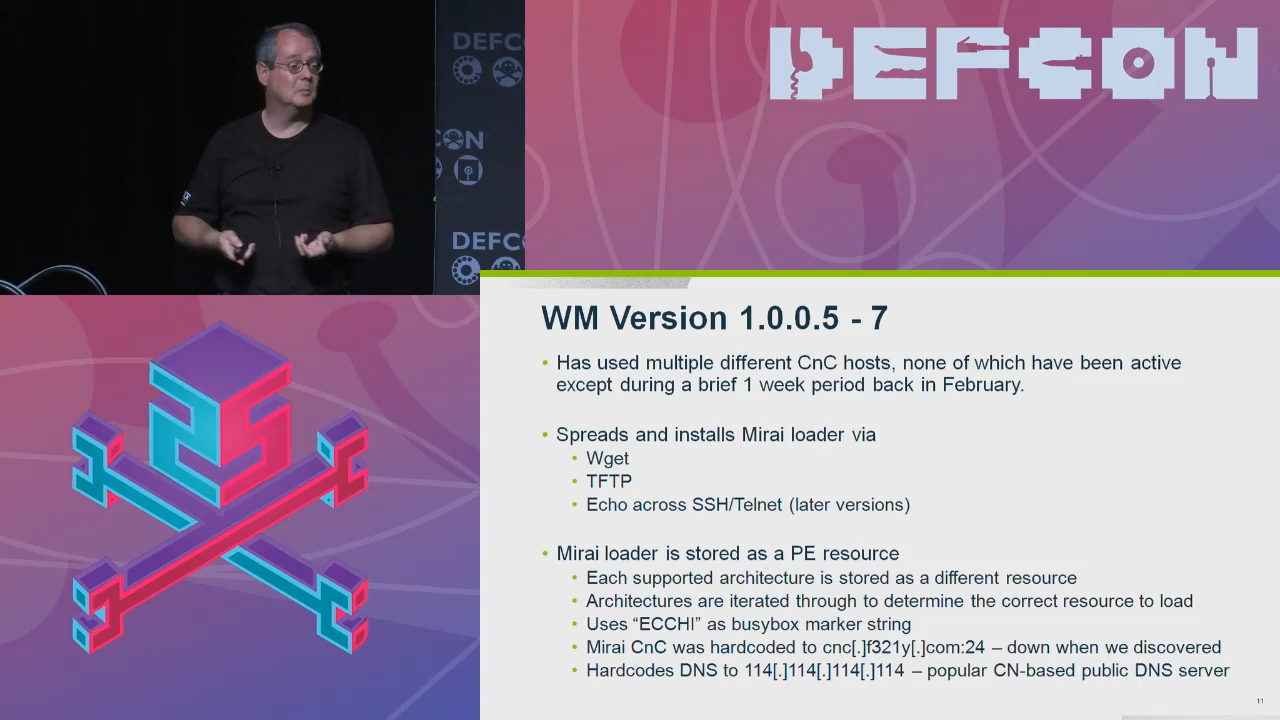 DEFC
CON
DEFC
DEFCON
WM Version 1.0.0.5 - 7
• Has used multiple different CnC hosts, none of which have been active
except during a brief 1 week period back in February.
• Spreads and installs Mirai loader via
• Wget
• TFTP
• Echo across SSH/Telnet (later versions)
• Mirai loader is stored as a PE resource
• Each supported architecture is stored as a different resource
• Architectures are iterated through to determine the correct resource to load
• Uses “ECCHI” as busybox marker string
• Mirai CnC was hardcoded to cnc[.]f321y[.]com:24 – down when we discovered
• Hardcodes DNS to 114[.]114[.]114[.]114 – popular CN-based public DNS server
11
25